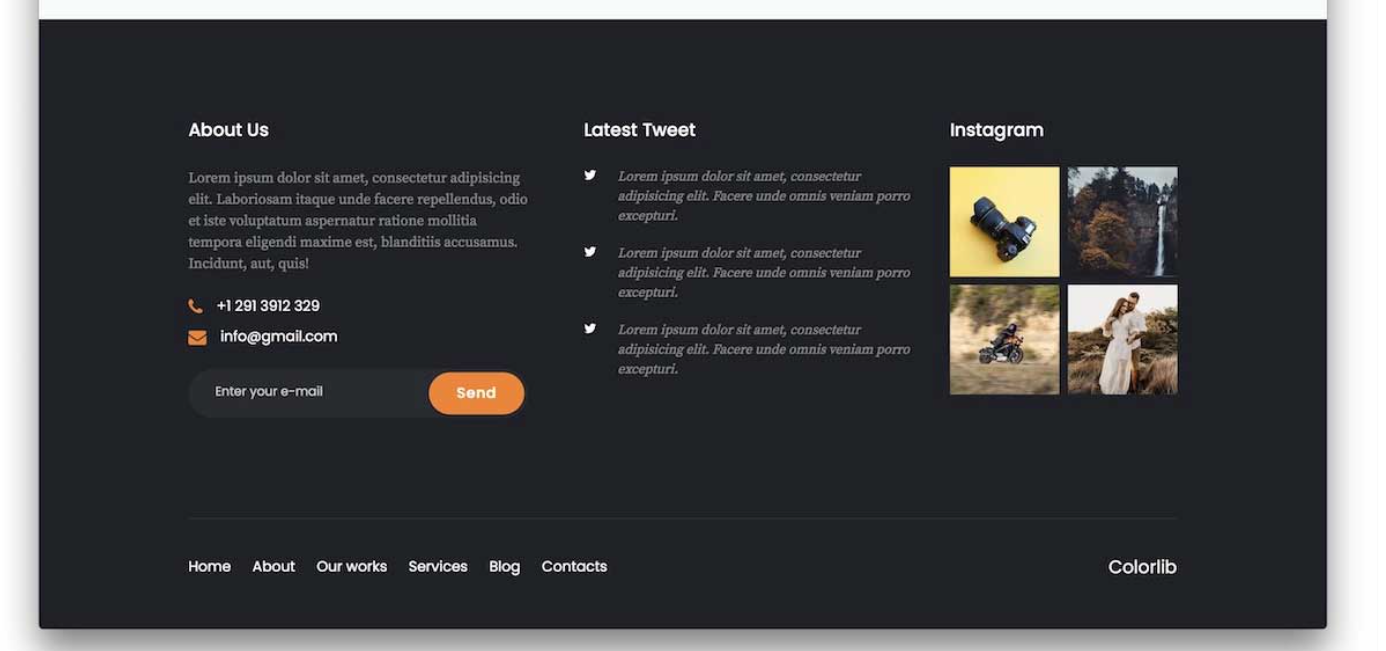 About Us
Lorem ipsum dolor sit amet, consectetur adipisicing
elit. Laboriosam itaque unde facere repellendus, odio
et iste voluptatum aspernatur ratione mollitia
tempora eligendi maxime est, blanditiis accusamus.
Incidunt, aut, quis!
+1 291 3912 329
info@gmail.com
Enter your e-mail
Send
Latest Tweet
Lorem ipsum dolor sit amet, consectetur
adipisicing elit. Facere unde omnis veniam porro
excepturi.
Lorem ipsum dolor sit amet, consectetur
adipisicing elit. Facere unde omnis veniam porro
excepturi.
Lorem ipsum dolor sit amet, consectetur
adipisicing elit. Facere unde omnis veniam porro
excepturi.
Instagram
Home About Our works Services Blog Contacts
Colorlib